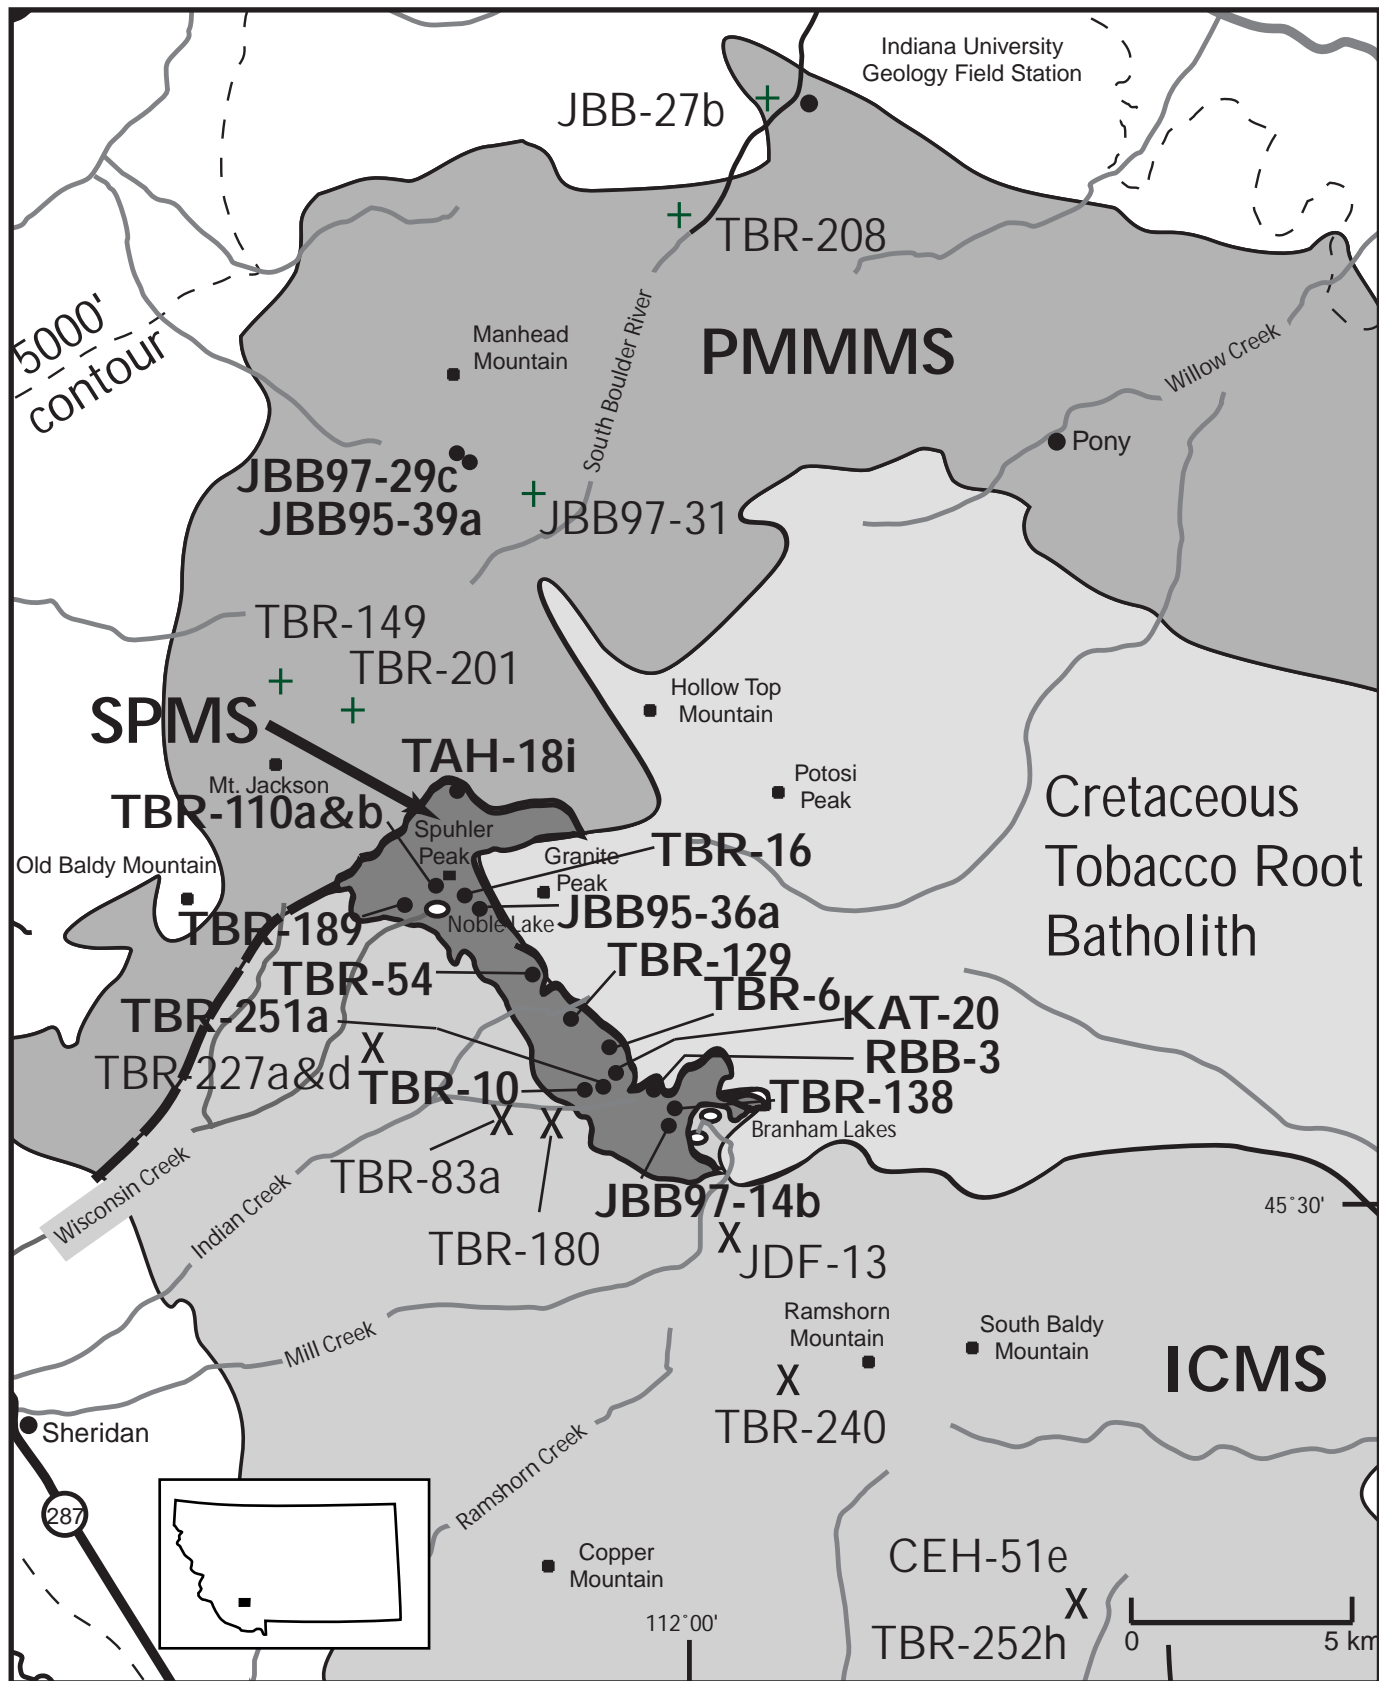 Indiana University
Geology Field Station
JBB-27b
TBR-208
5000'
contour
Manhead
Mountain
South Boulder River
PMMMS
Willow Creek
Pony
JBB97-29c
JBB95-39a
JBB97-31
TBR-149
TBR-201
SPMS
Hollow Top
Mountain
TAH-18i
Mt. Jackson
Potosi
Peak
TBR-110a&b
Spuhler
Peak
TBR-16
Granite
Peak
Cretaceous
Tobacco Root
Batholith
Old Baldy Mountain
TBR-189
Noble Lake
JBB95-36a
TBR-54
TBR-129
TBR-6
KAT-20
TBR-251a
RBB-3
TBR-227a&d
X
TBR-10
TBR-138
X
X
Branham Lakes
Wisconsin Creek
TBR-83a
JBB97-14b
45°30'
Indian Creek
TBR-180
X
JDF-13
Mill Creek
Ramshorn
Mountain
South Baldy
Mountain
ICMS
X
TBR-240
Sheridan
Ramshorn Creek
287
Copper
Mountain
CEH-51e
X
112°00'
TBR-252h
0
5 km